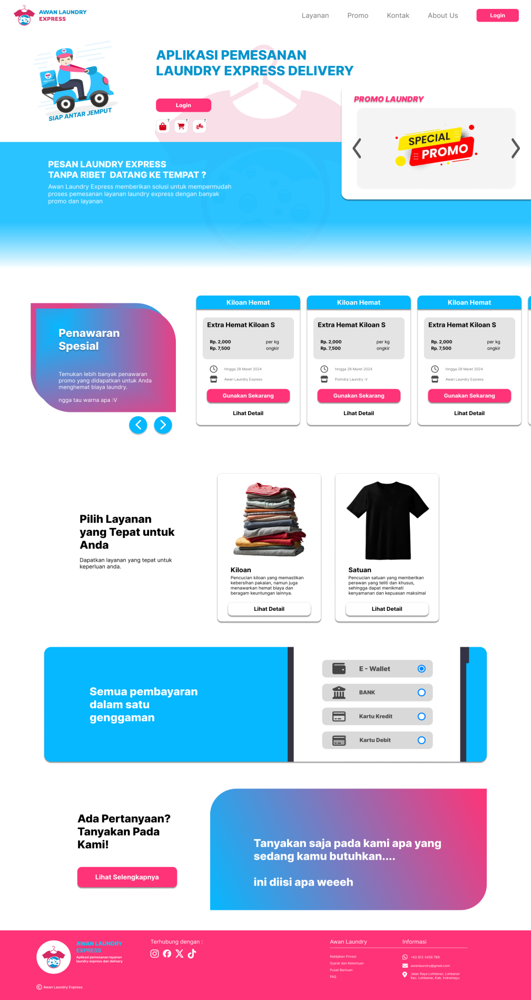 AWAN LAUNDRY
EXPRESS
Layanan
Promo
Kontak
About Us
Login
SIAP ANTAR JEMPUT
APLIKASI PEMESANAN
LAUNDRY EXPRESS DELIVERY
Login
?
?
?
PROMO LAUNDRY
SPECIAL
PROMO
PESAN LAUNDRY EXPRESS
TANPA RIBET DATANG KE TEMPAT ?
Awan Laundry Express memberikan solusi untuk mempermudah
proses pemesanan layanan laundry express dengan banyak
promo dan layanan
Penawaran
Spesial
Temukan lebih banyak penawaran
promo yang didapatkan untuk Anda
menghemat biaya laundry.
ngga tau warna apa :V
Kiloan Hemat
Extra Hemat Kiloan S
Rp. 2,000 per kg
Rp. 7,500 ongkir
hingga 28 Maret 2024
Awan Laundry Express
Gunakan Sekarang
Lihat Detail
Kiloan Hemat
Extra Hemat Kiloan S
Rp. 2,000 per kg
Rp. 7,500 ongkir
hingga 28 Maret 2024
Polindra Laundry :V
Gunakan Sekarang
Lihat Detail
Kiloan Hemat
Extra Hemat Kiloan S
Rp. 2,000 per kg
Rp. 7,500 ongkir
hingga 28 Maret 2024
Awan Laundry Express
Gunakan Sekarang
Lihat Detail
Pilih Layanan
yang Tepat untuk
Anda
Dapatkan layanan yang tepat untuk
keperluan anda.
Kiloan
Pencucian kiloan yang memastikan
kebersihan pakaian, namun juga
menawarkan hemat biaya dan
beragam keuntungan lainnya.
Lihat Detail
Satuan
Pencucian satuan yang memberikan
perawan yang teliti dan khusus,
sehingga dapat menikmati
kenyamanan dan kepuasan maksimal
Lihat Detail
Semua pembayaran
dalam satu
genggaman
E - Wallet
BANK
Kartu Kredit
Kartu Debit
Ada Pertanyaan?
Tanyakan Pada
Kami!
Lihat Selengkapnya
Tanyakan saja pada kami apa yang
sedang kamu butuhkan....
ini diisi apa weeeh
AWAN LAUNDRY
EXPRESS
Aplikasi pemesanan layanan
laundry express dan delivery
© Awan Laundry Express
Terhubung dengan :
Awan Laundry
Kebijakan Privasi
Syarat dan Ketentuan
Pusat Bantuan
FAQ
Informasi
+62 812 3456 789
awanlaundry@gmail.com
Jalan Raya Lohbener, Lohbener
Kec. Lohbener, Kab. Indramayu